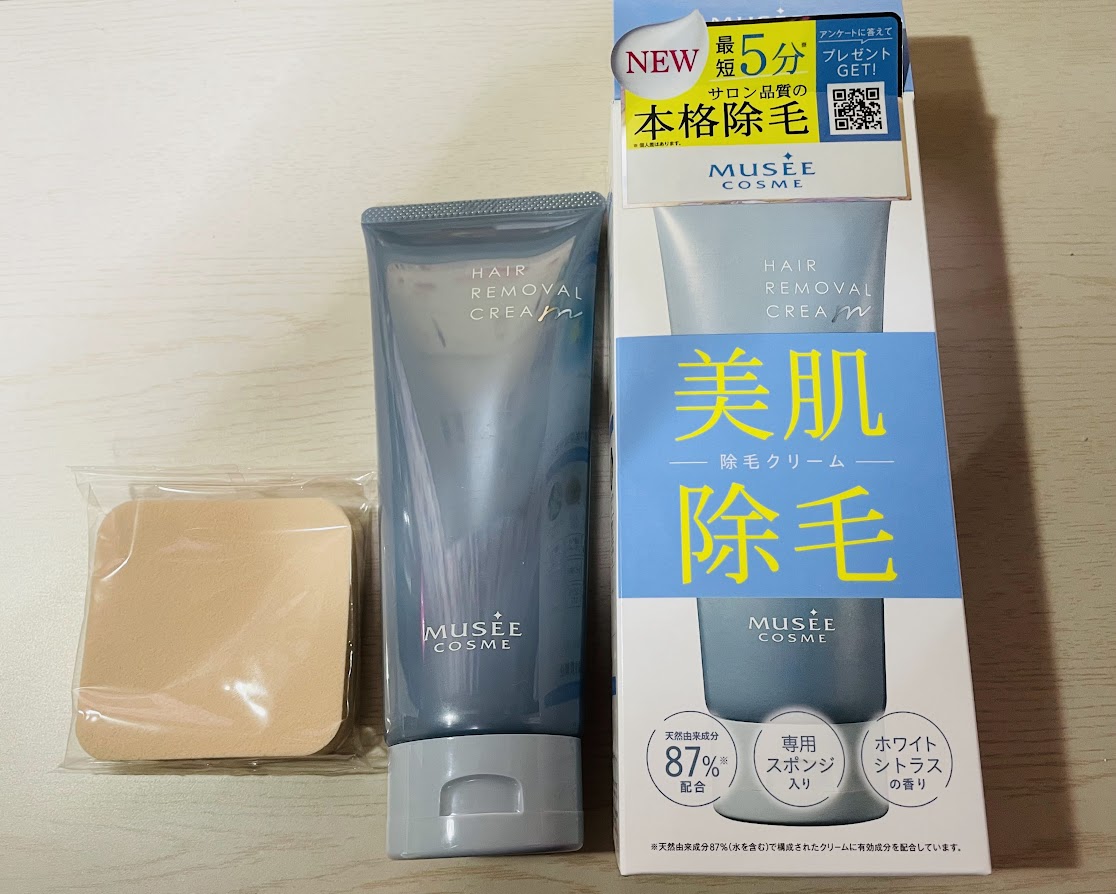 HAIR
REMOVAL
CREAm
MUSÉE
COSME
NEW
最短5分※
サロン品質の
本格除毛
※個人差はあります。
アンケートに答えて
プレゼント
GET!
MUSÉE
COSME
HAIR
REMOVAL
CREAm
美肌
除毛クリーム
除毛
MUSÉE
COSME
天然由来成分
87%※
配合
専用
スポンジ
入り
ホワイト
シトラス
の香り
※天然由来成分87%(水を含む)で構成されたクリームに有効成分を配合しています。